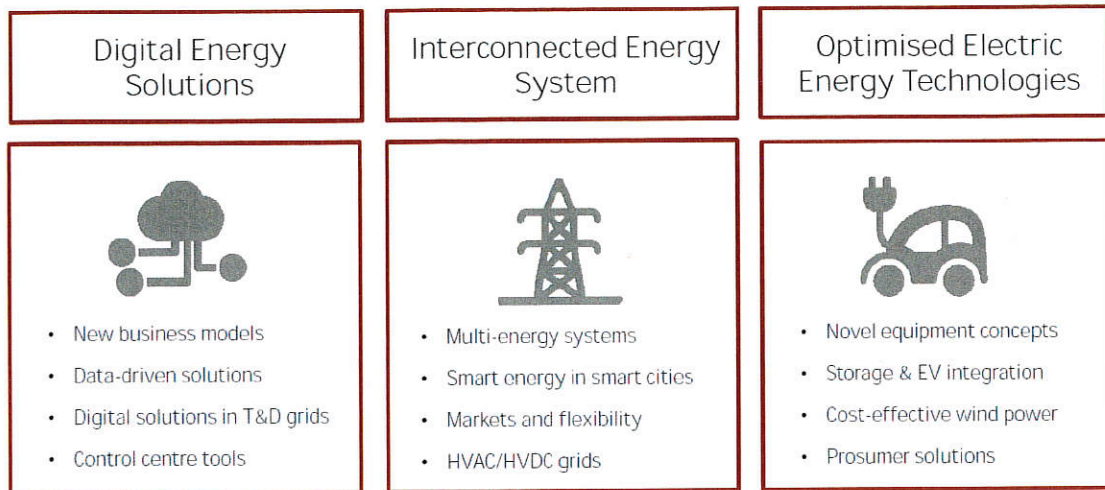 Digital Energy
Solutions
Interconnected Energy
System
Optimised Electric
Energy Technologies
• New business models
• Data-driven solutions
• Digital solutions in T&D grids
• Control centre tools
• Multi-energy systems
• Smart energy in smart cities
• Markets and flexibility
• HVAC/HVDC grids
• Novel equipment concepts
• Storage & EV integration
• Cost-effective wind power
• Prosumer solutions